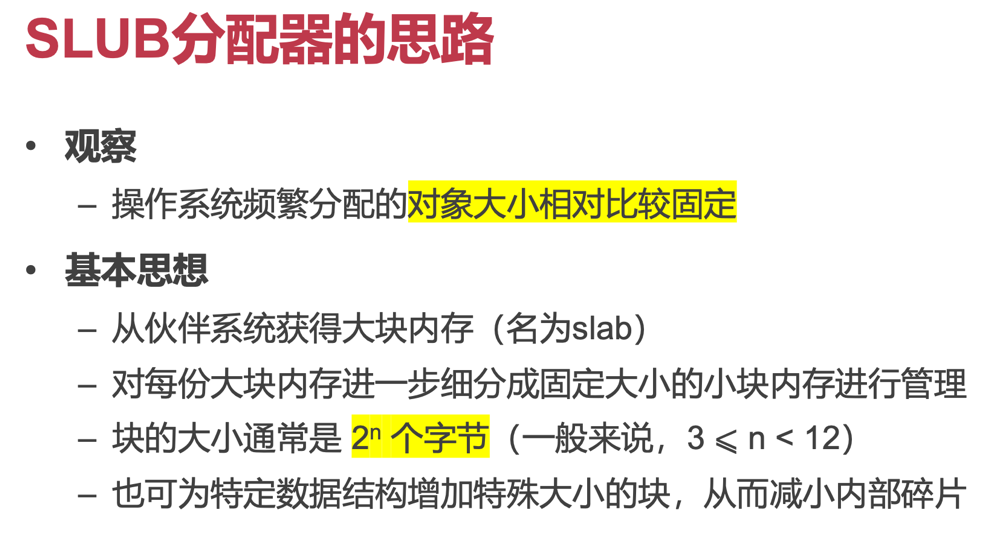 SLUB分配器的思路
• 观察
– 操作系统频繁分配的对象大小相对比较固定
• 基本思想
– 从伙伴系统获得大块内存（名为slab）
– 对每份大块内存进一步细分成固定大小的小块内存进行管理
– 块的大小通常是 2ⁿ 个字节（一般来说，3 ⩽ n < 12）
– 也可为特定数据结构增加特殊大小的块，从而减小内部碎片